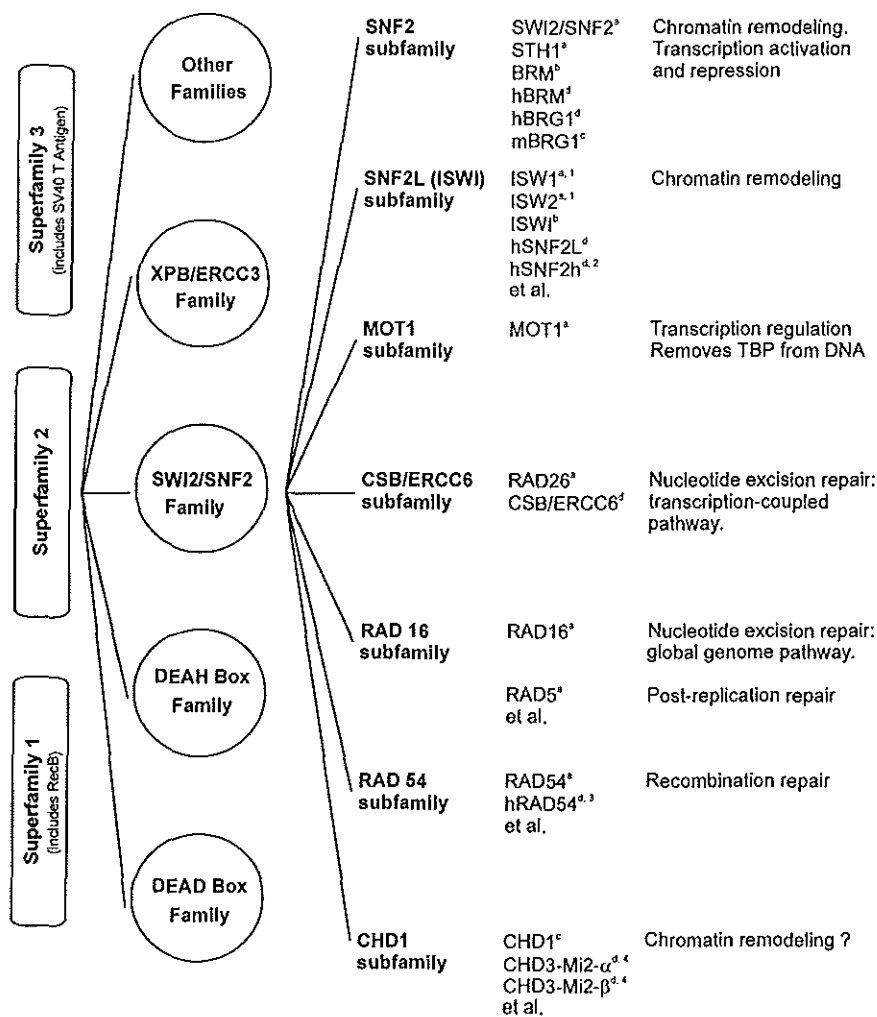 Superfamily 3
(includes SV40 T Antigen)
Superfamily 2
Superfamily 1
(includes RecB)
Other
Families
XPB/ERCC3
Family
SWI2/SNF2
Family
DEAH Box
Family
DEAD Box
Family
SNF2
subfamily
SWI2/SNF2ᵃ
STH1ᵃ
BRMᵇ
hBRMᵈ
hBRG1ᵈ
mBRG1ᶜ
Chromatin remodeling.
Transcription activation
and repression
SNF2L (ISWI)
subfamily
ISW1ᵃ,¹
ISW2ᵃ,¹
ISWIᵇ
hSNF2Lᵈ
hSNF2hᵈ,²
et al.
Chromatin remodeling
MOT1
subfamily
MOT1ᵃ
Transcription regulation
Removes TBP from DNA
CSB/ERCC6
subfamily
RAD26ᵃ
CSB/ERCC6ᵈ
Nucleotide excision repair:
transcription-coupled
pathway.
RAD 16
subfamily
RAD16ᵃ
Nucleotide excision repair:
global genome pathway.
RAD5ᵃ
et al.
Post-replication repair
RAD 54
subfamily
RAD54ᵃ
hRAD54ᵈ,³
et al.
Recombination repair
CHD1
subfamily
CHD1ᶜ
CHD3-Mi2-αᵈ,⁴
CHD3-Mi2-βᵈ,⁴
et al.
Chromatin remodeling ?